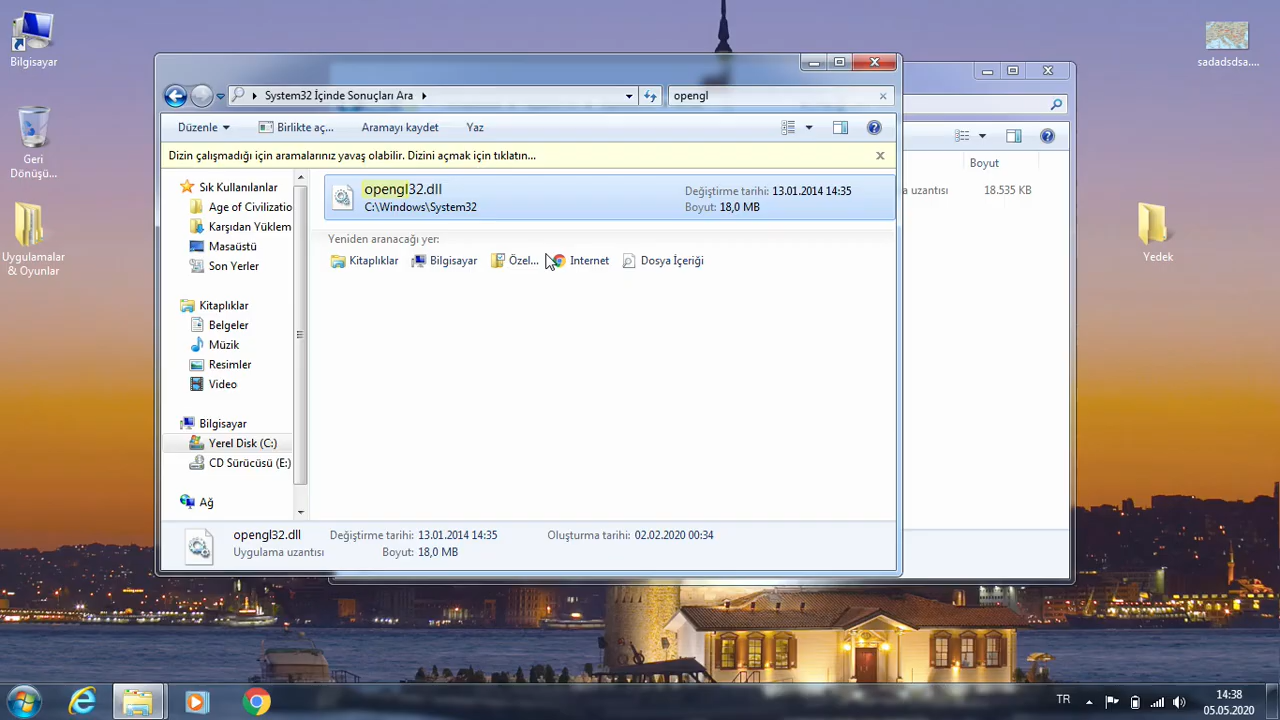 Bilgisayar
Geri
Dönüşü...
Uygulamalar
& Oyunlar
sadadsdsa....
Yedek
System32 İçinde Sonuçları Ara
opengl
Düzenle
Birlikte aç...
Aramayı kaydet
Yaz
Dizin çalışmadığı için aramalarınız yavaş olabilir. Dizini açmak için tıklatın...
Sık Kullanılanlar
Age of Civilizatio
Karşıdan Yüklem
Masaüstü
Son Yerler
Kitaplıklar
Belgeler
Müzik
Resimler
Video
Bilgisayar
Yerel Disk (C:)
CD Sürücüsü (E:)
Ağ
opengl32.dll
C:\Windows\System32
Değiştirme tarihi: 13.01.2014 14:35
Boyut: 18,0 MB
Yeniden aranacağı yer:
Kitaplıklar
Bilgisayar
Özel...
Internet
Dosya İçeriği
opengl32.dll
Uygulama uzantısı
Değiştirme tarihi: 13.01.2014 14:35
Boyut: 18,0 MB
Oluşturma tarihi: 02.02.2020 00:34
Boyut
a uzantısı
18.535 KB
TR
14:38
05.05.2020